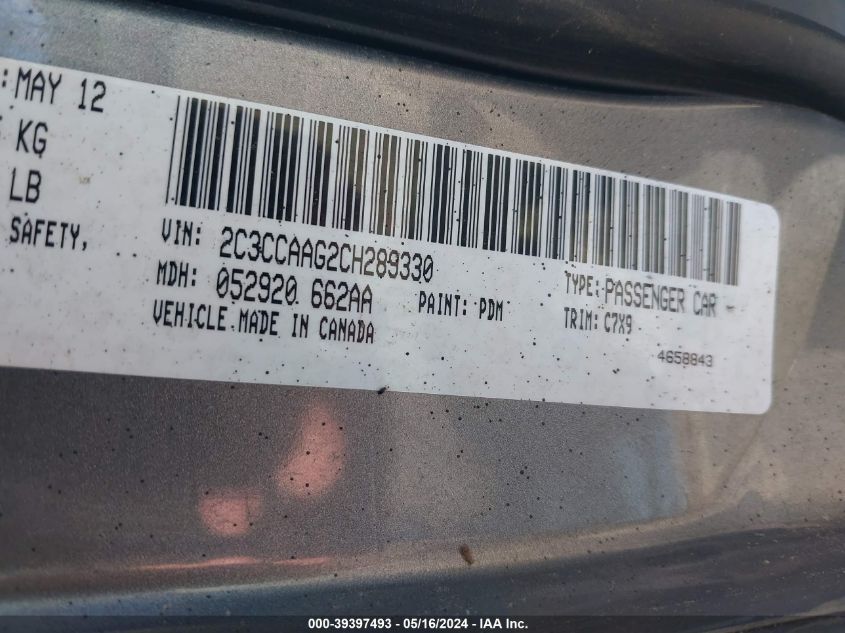 : MAY 12
KG
LB
SAFETY,
VIN: 2C3CCAAG2CH289330
MDH: 052920 662AA
PAINT: PDM
VEHICLE MADE IN CANADA
TYPE: PASSENGER CAR
TRIM: C7X9
4658843
000-39397493 - 05/16/2024 - IAA Inc.